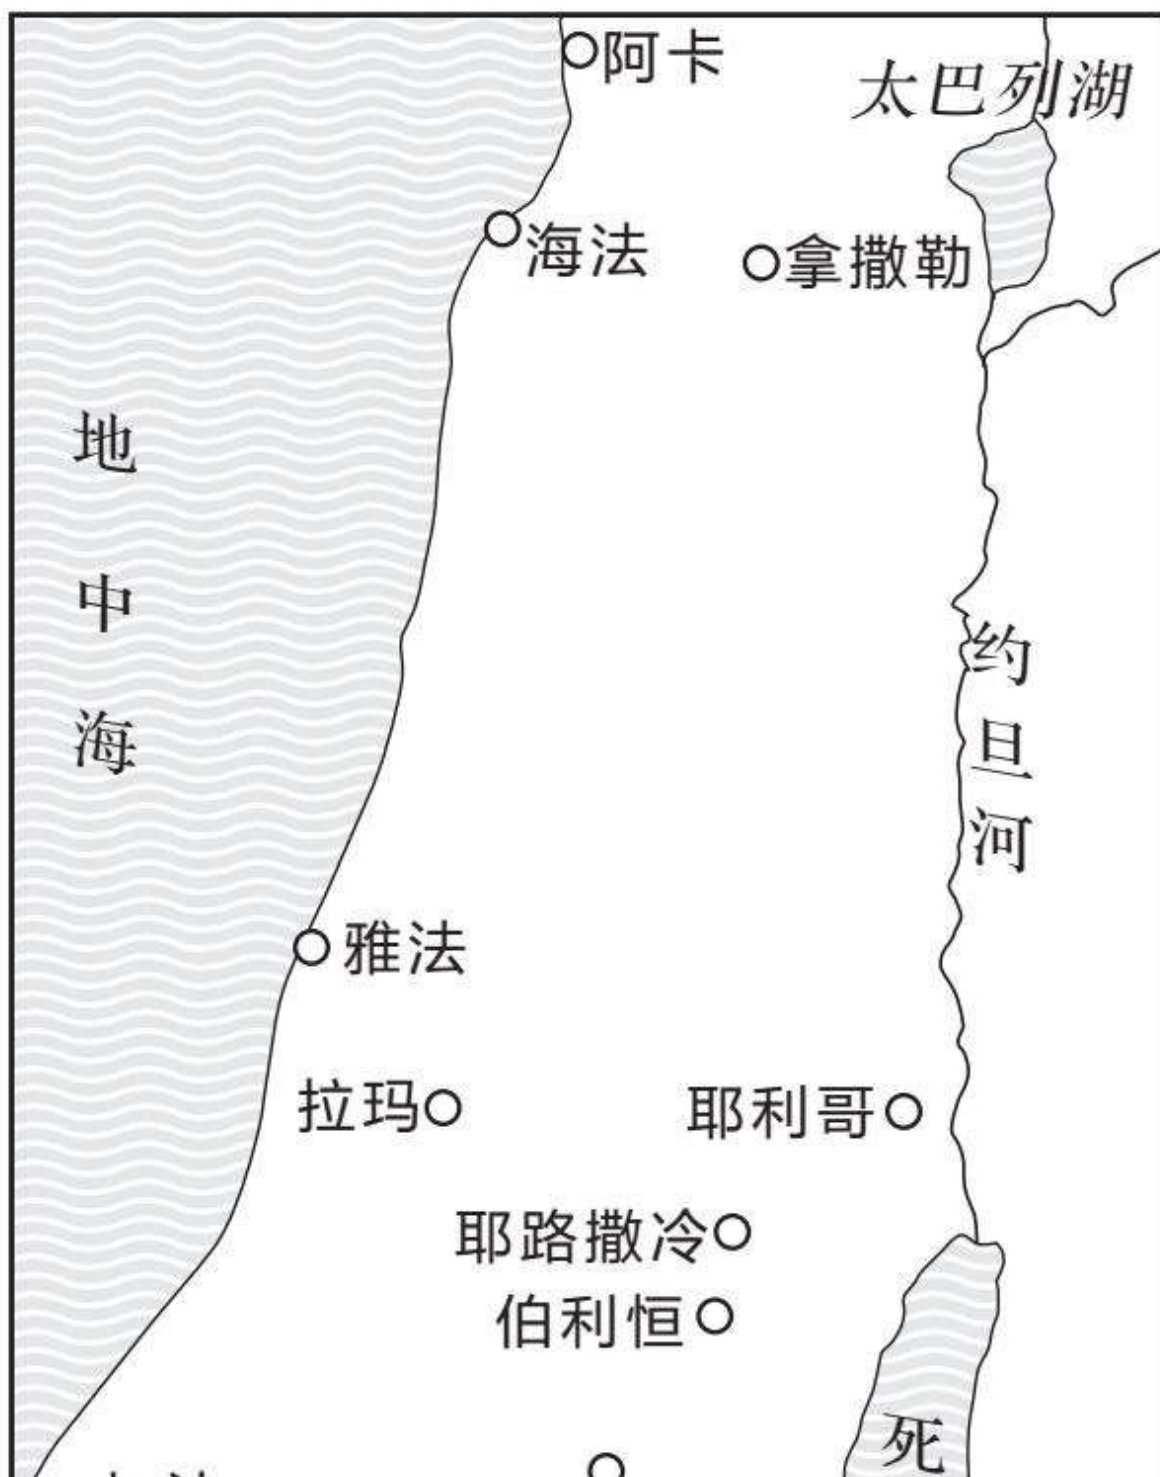 阿卡
太巴列湖
海法
拿撒勒
地中海
约旦河
雅法
拉玛
耶利哥
耶路撒冷
伯利恒
死